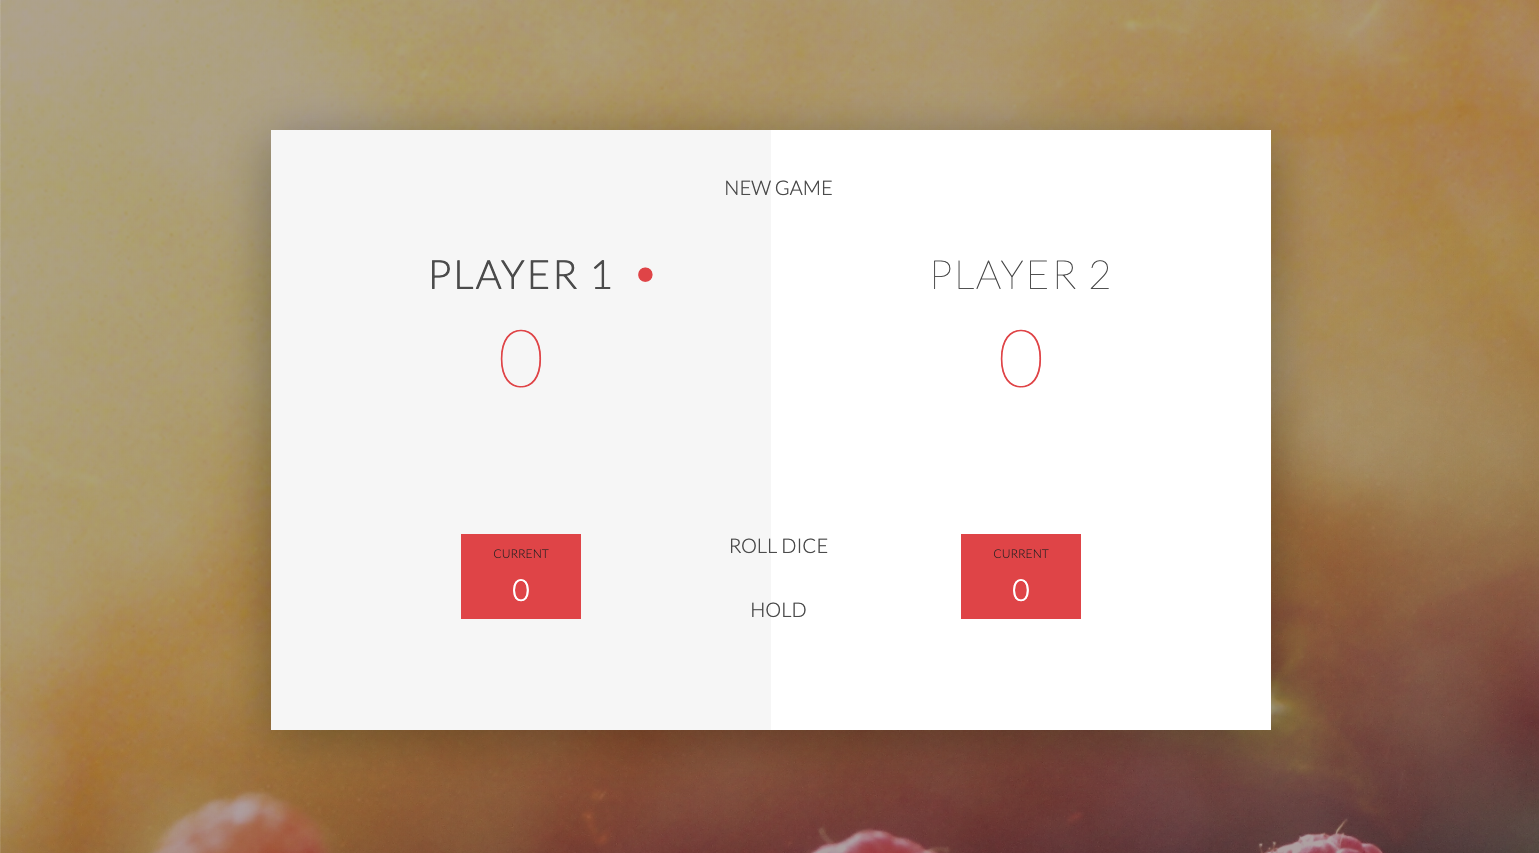 NEW GAME
PLAYER 1
0
CURRENT
0
PLAYER 2
0
CURRENT
0
ROLL DICE
HOLD